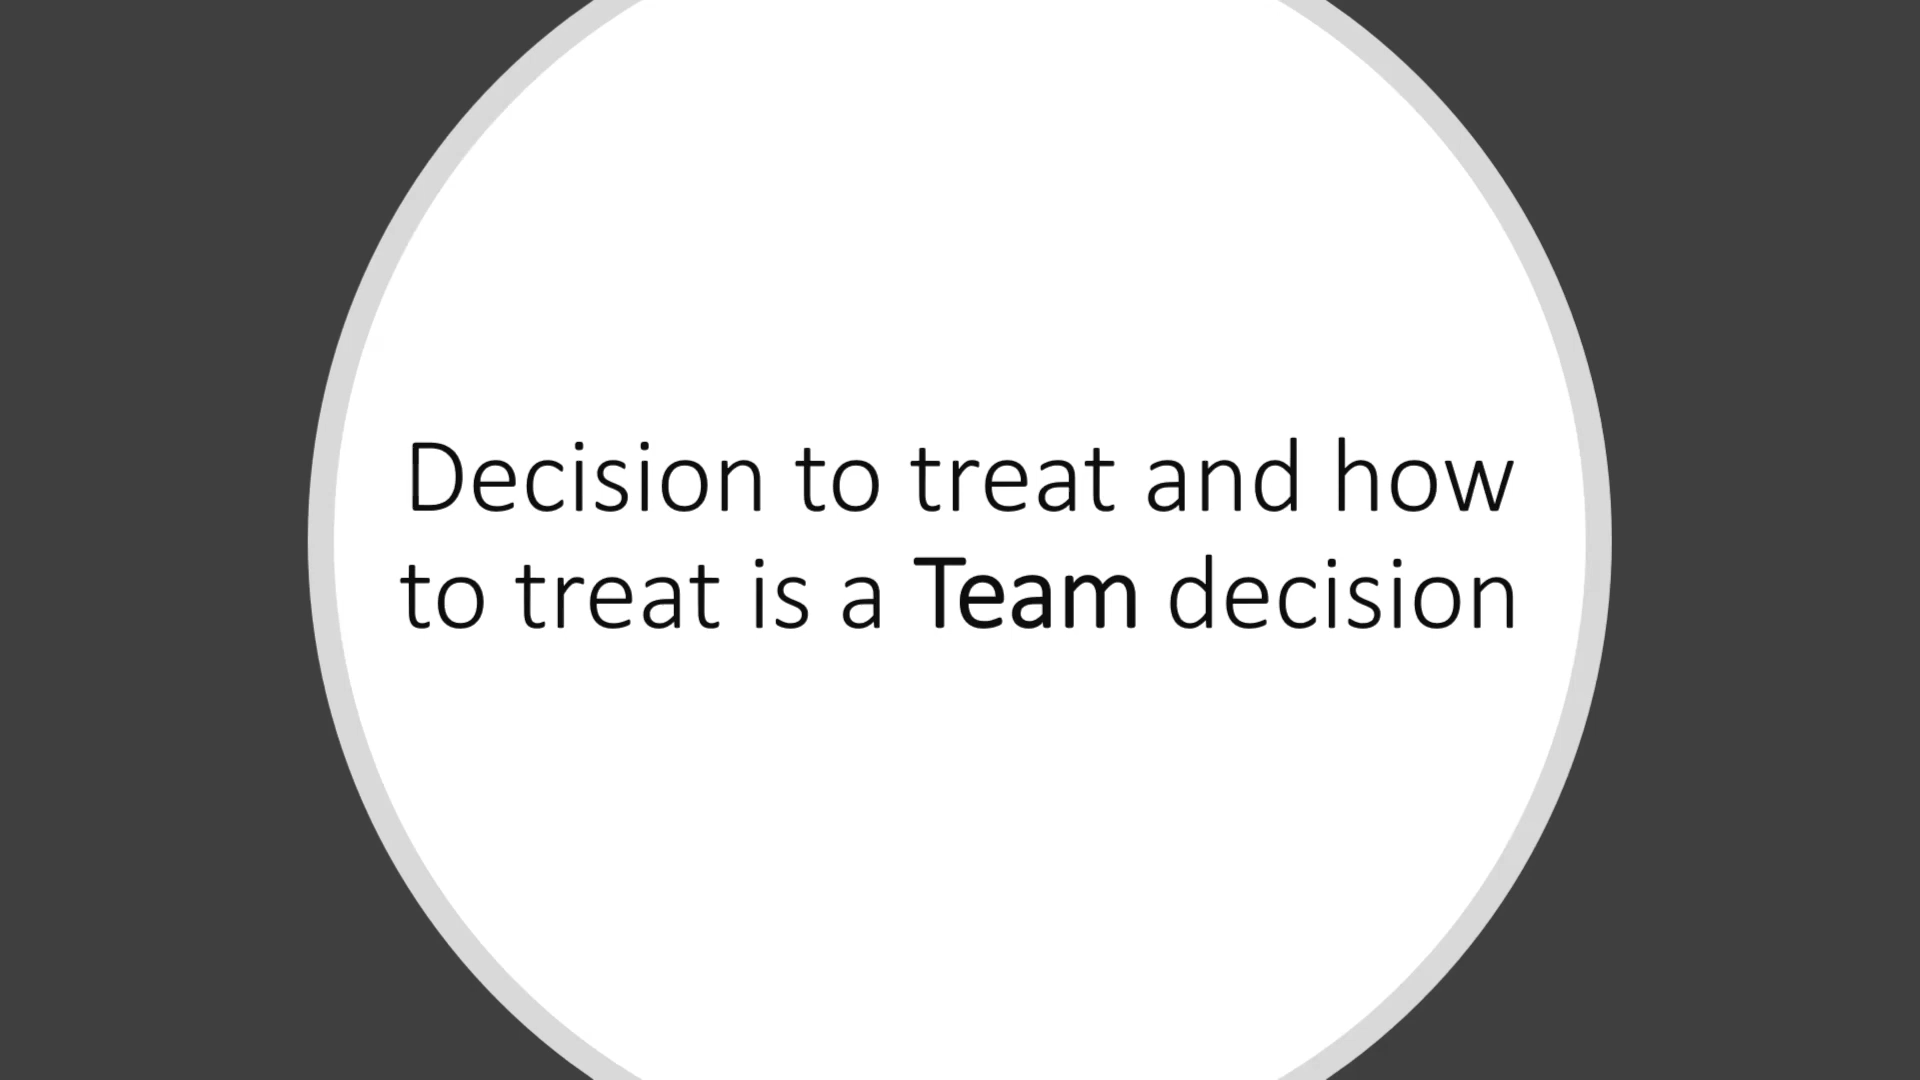 Decision to treat and how
to treat is a Team decision